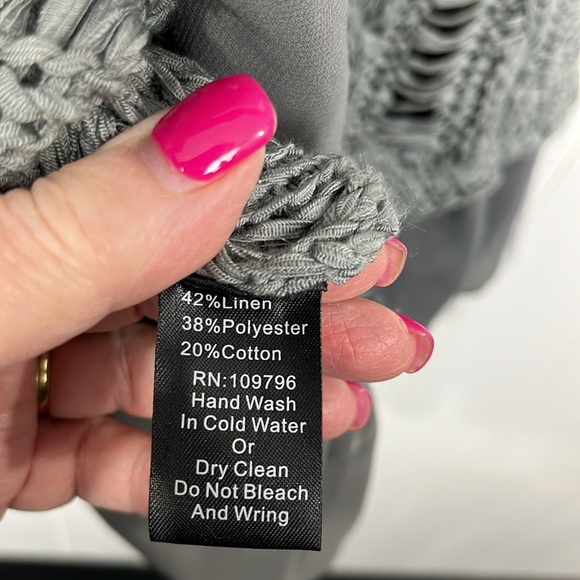 42%Linen
38%Polyester
20%Cotton
RN:109796
Hand Wash
In Cold Water
Or
Dry Clean
Do Not Bleach
And Wring